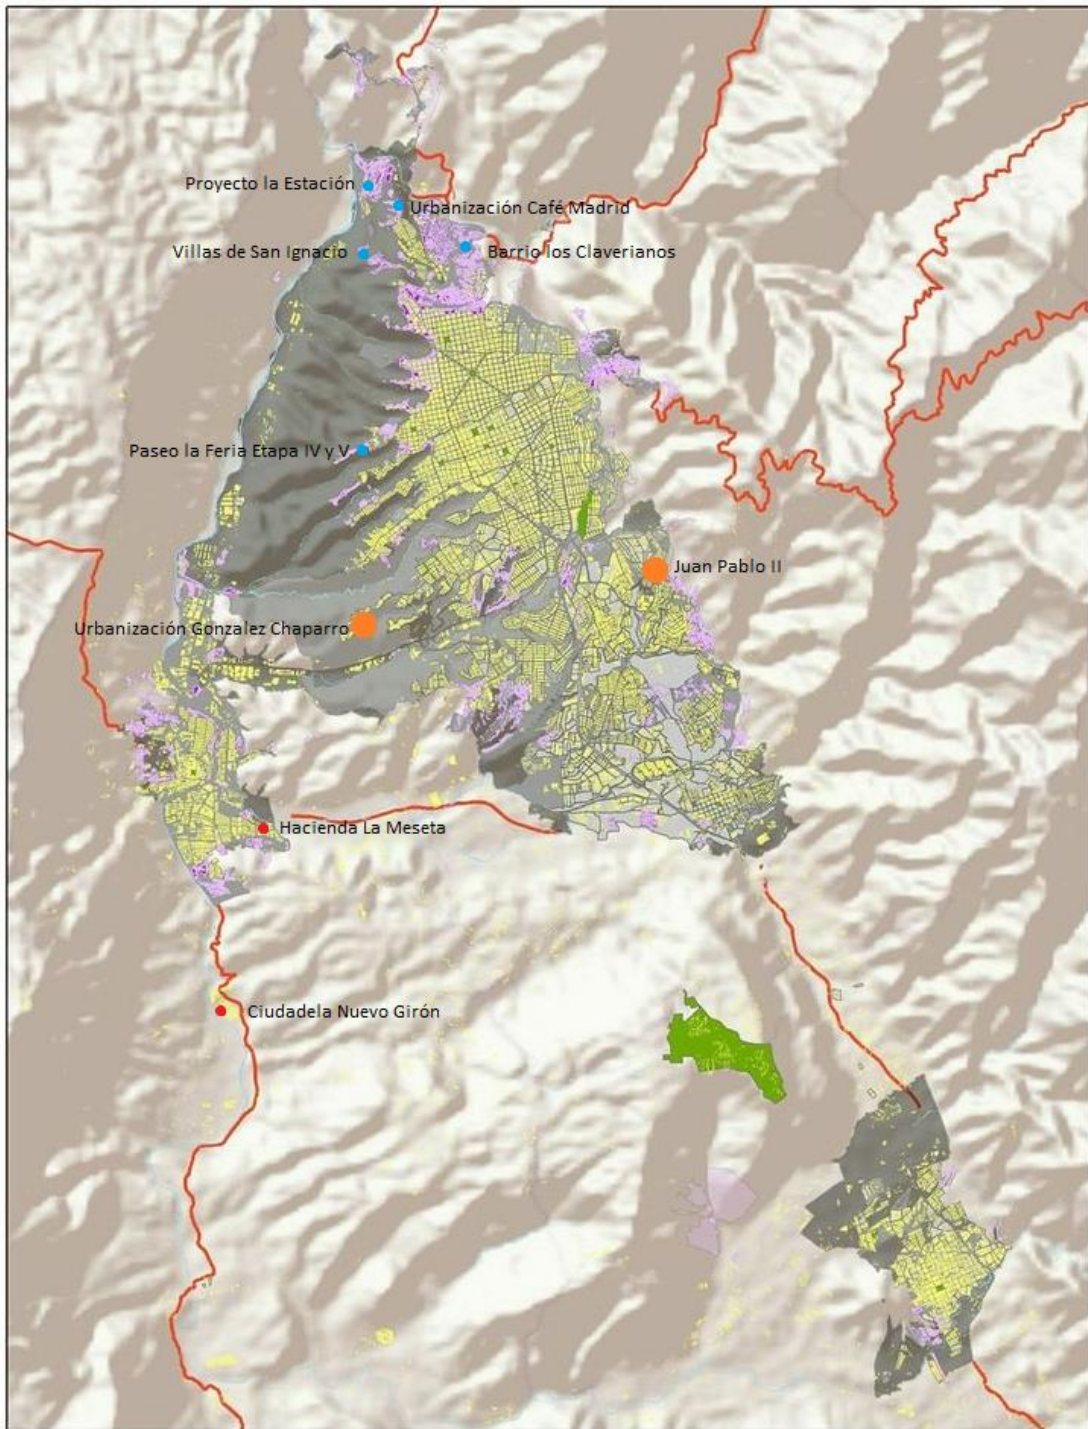 Proyecto la Estación
Urbanización Café Madrid
Villas de San Ignacio
Barrio los Claverianos
Paseo la Feria Etapa IV y V
Juan Pablo II
Urbanización Gonzalez Chaparro
Hacienda La Meseta
Ciudadela Nuevo Girón